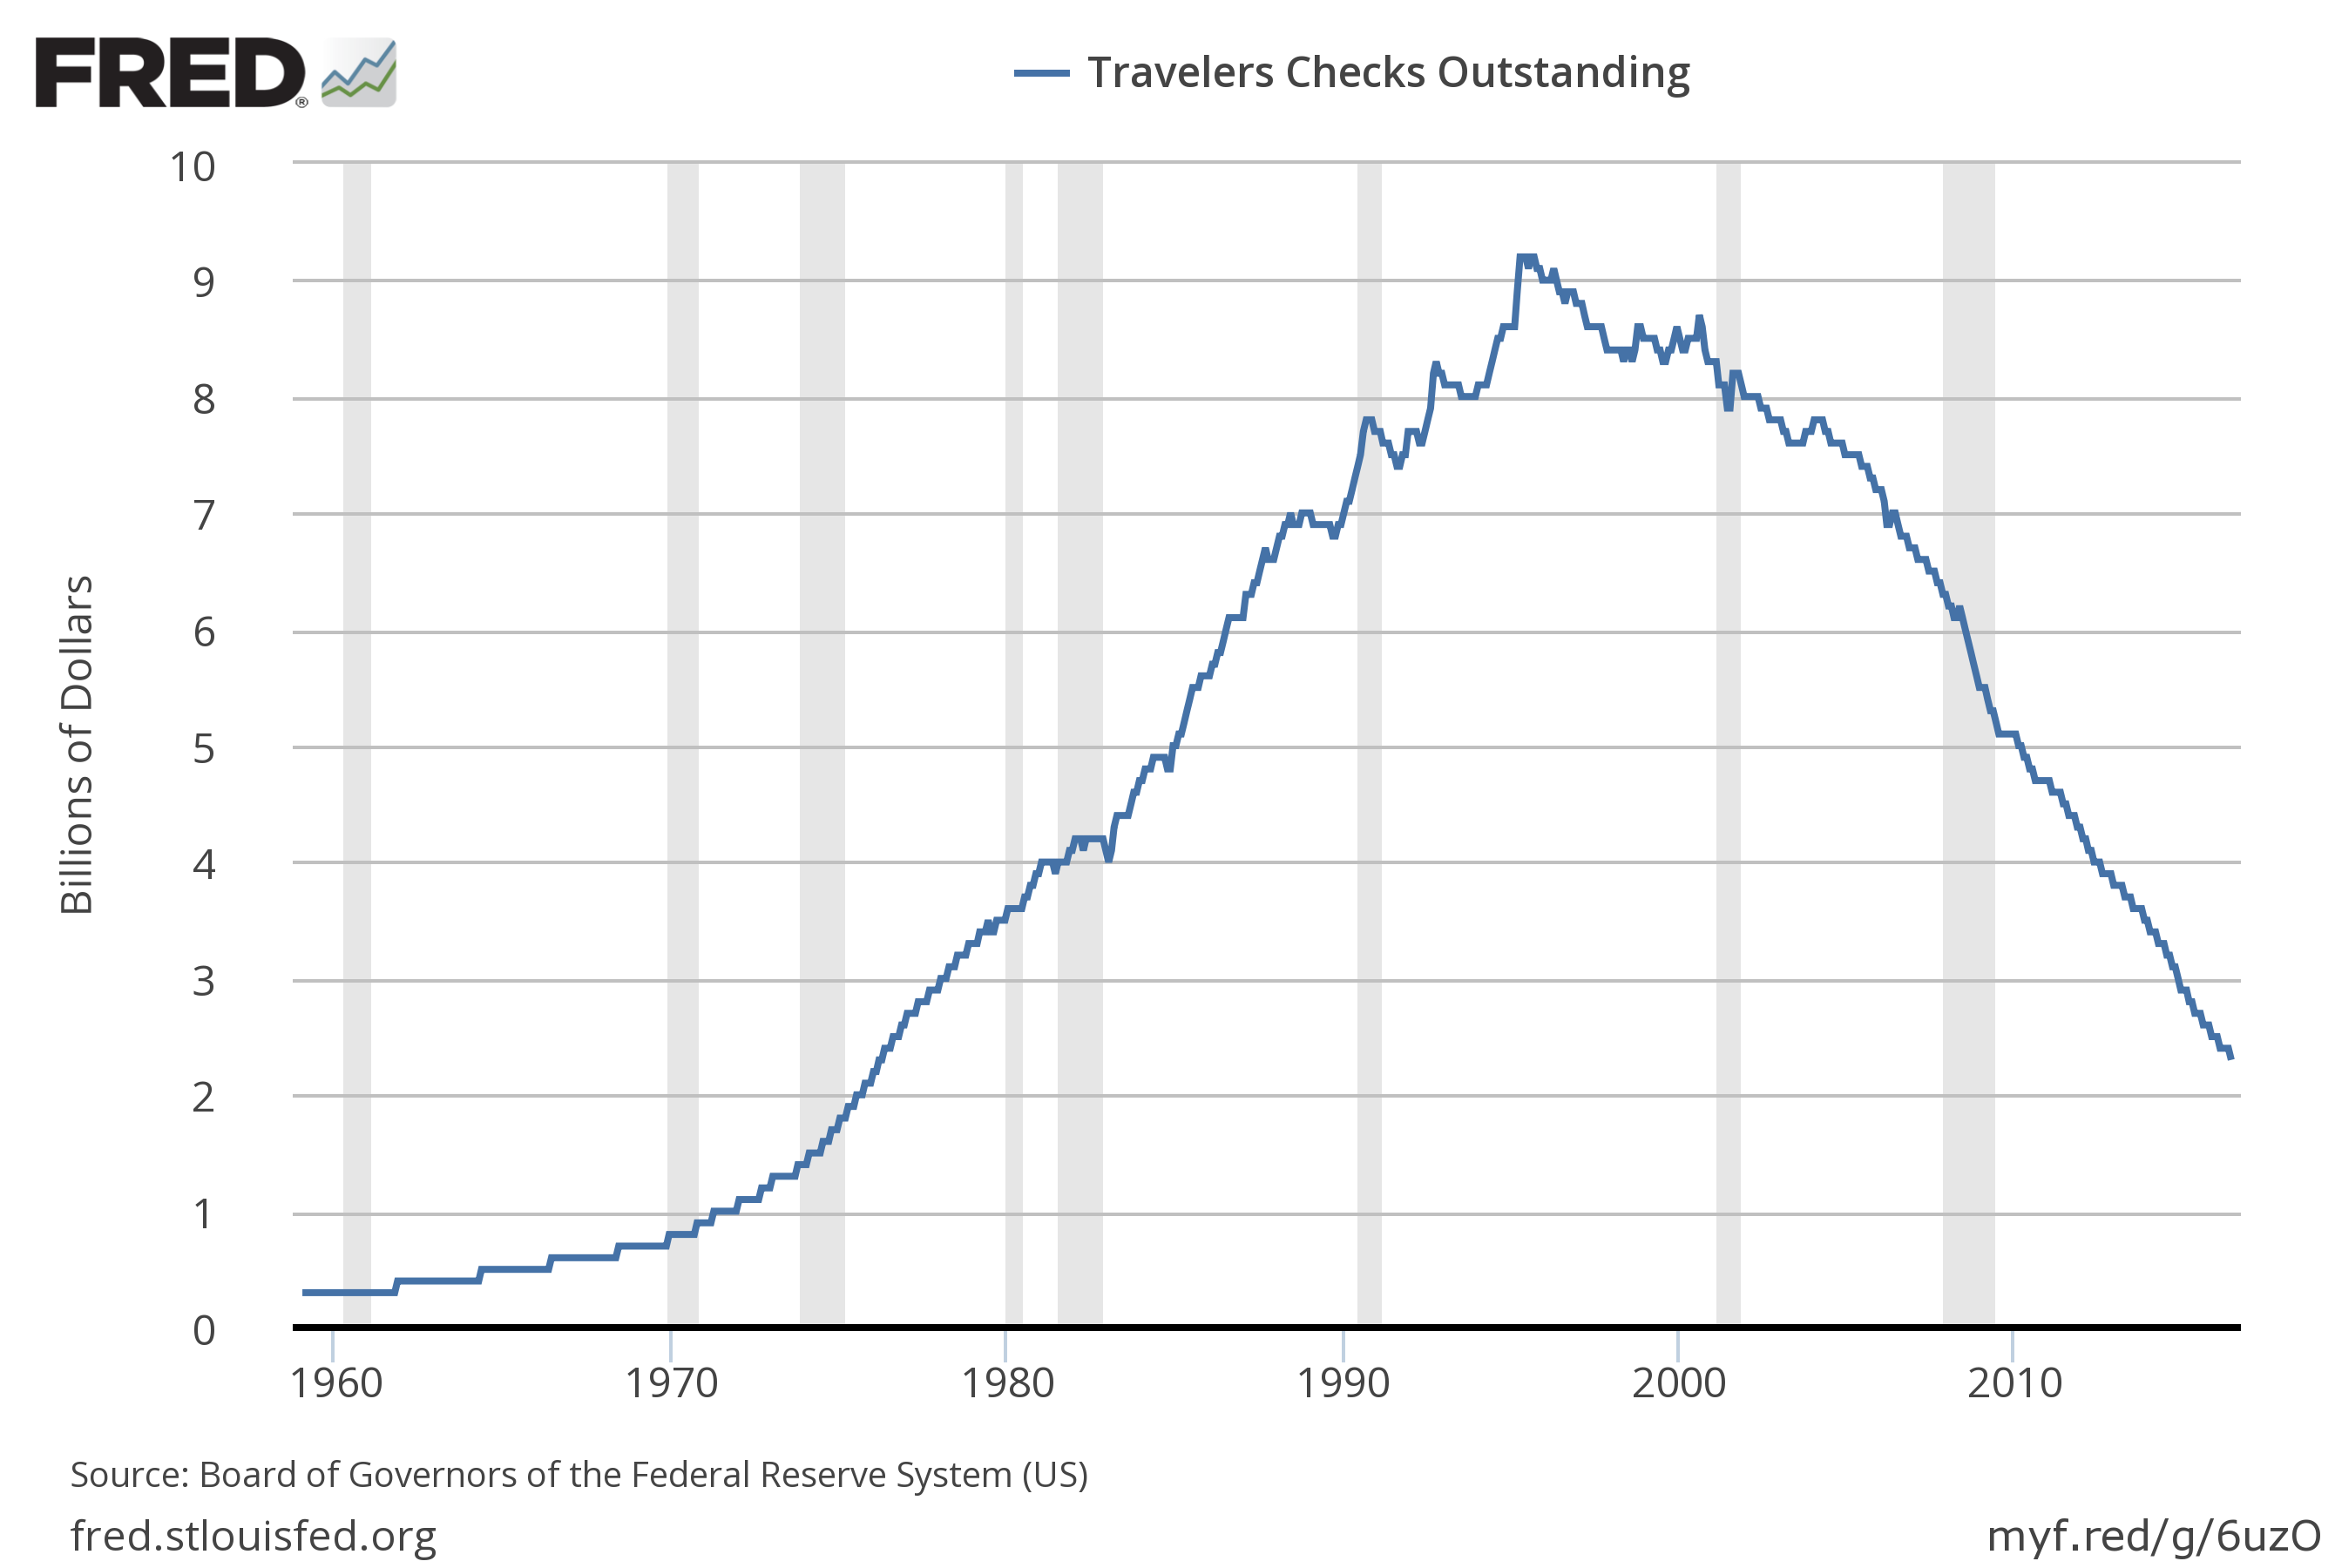 FRED®
Travelers Checks Outstanding
10
9
8
7
6
5
4
3
2
1
0
Billions of Dollars
1960 1970 1980 1990 2000 2010
Source: Board of Governors of the Federal Reserve System (US)
fred.stlouisfed.org
myf.red/g/6uzO